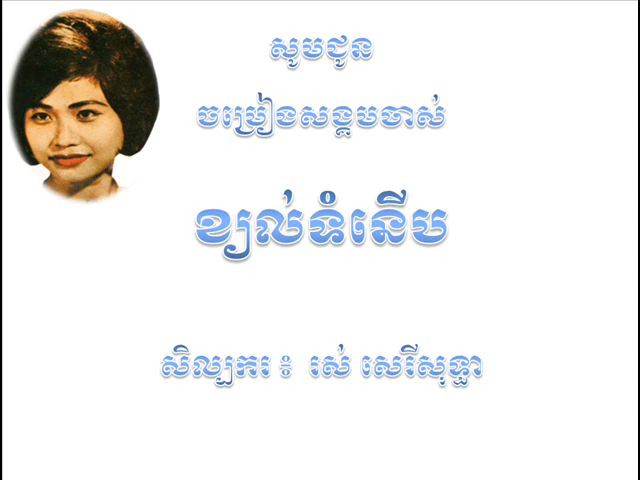 សូមជូន
ចម្រៀងសង្គមចាស់
ខ្យល់ទំនើប
សិល្បករ ៖ រស់ សេរីសុទ្ធា